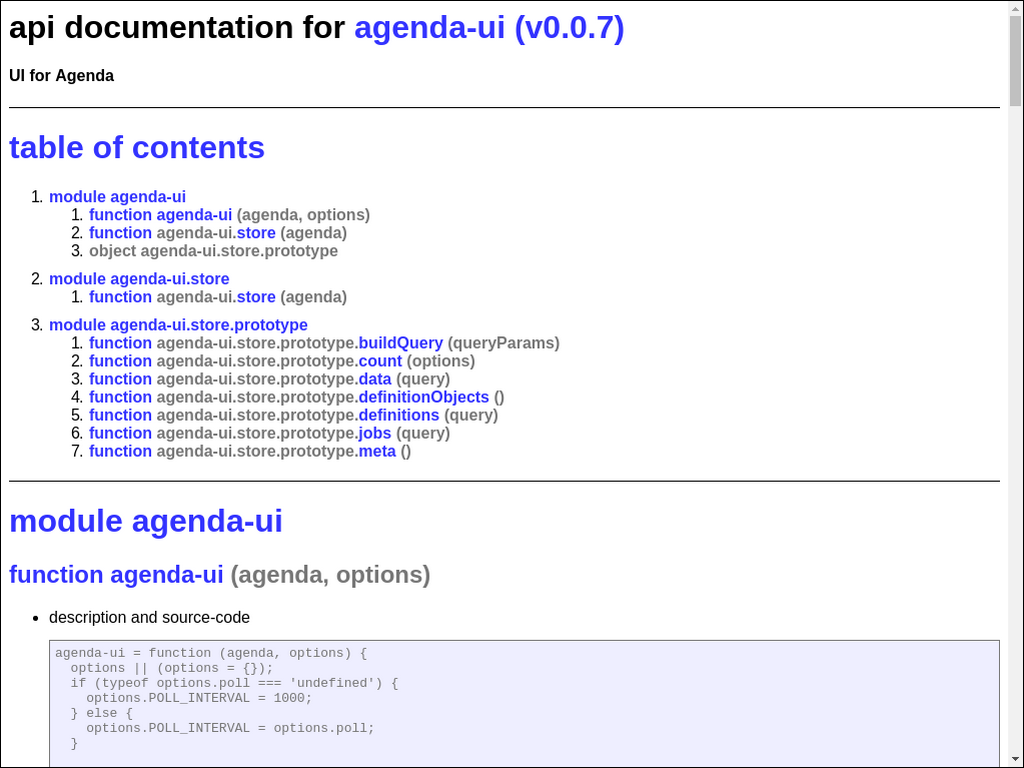 api documentation for agenda-ui (v0.0.7)
UI for Agenda
table of contents
1. module agenda-ui
1. function agenda-ui (agenda, options)
2. function agenda-ui.store (agenda)
3. object agenda-ui.store.prototype
2. module agenda-ui.store
1. function agenda-ui.store (agenda)
3. module agenda-ui.store.prototype
1. function agenda-ui.store.prototype.buildQuery (queryParams)
2. function agenda-ui.store.prototype.count (options)
3. function agenda-ui.store.prototype.data (query)
4. function agenda-ui.store.prototype.definitionObjects ()
5. function agenda-ui.store.prototype.definitions (query)
6. function agenda-ui.store.prototype.jobs (query)
7. function agenda-ui.store.prototype.meta ()
module agenda-ui
function agenda-ui (agenda, options)
• description and source-code
agenda-ui = function (agenda, options) {
  options || (options = {});
  if (typeof options.poll === 'undefined') {
    options.POLL_INTERVAL = 1000;
  } else {
    options.POLL_INTERVAL = options.poll;
  }